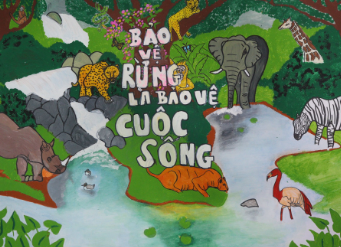 BẢO
VỆ
RỪNG
LÀ BẢO VỆ
CUỘC
SỐNG